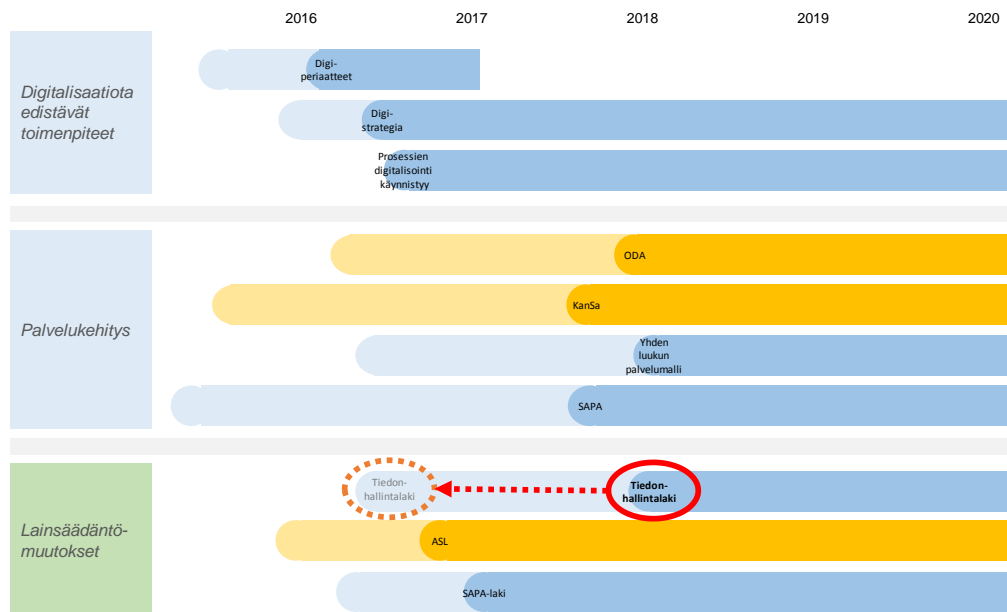 2016 2017 2018 2019 2020
Digitalisaatiota
edistävät
toimenpiteet
Digi-
periaatteet
Digi-
strategia
Prosessien
digitalisointi
käynnistyy
Palvelukehitys
ODA
KanSa
Yhden
luukun
palvelumalli
SAPA
Lainsäädäntö-
muutokset
Tiedon-
hallintalaki
Tiedon-
hallintalaki
ASL
SAPA-laki